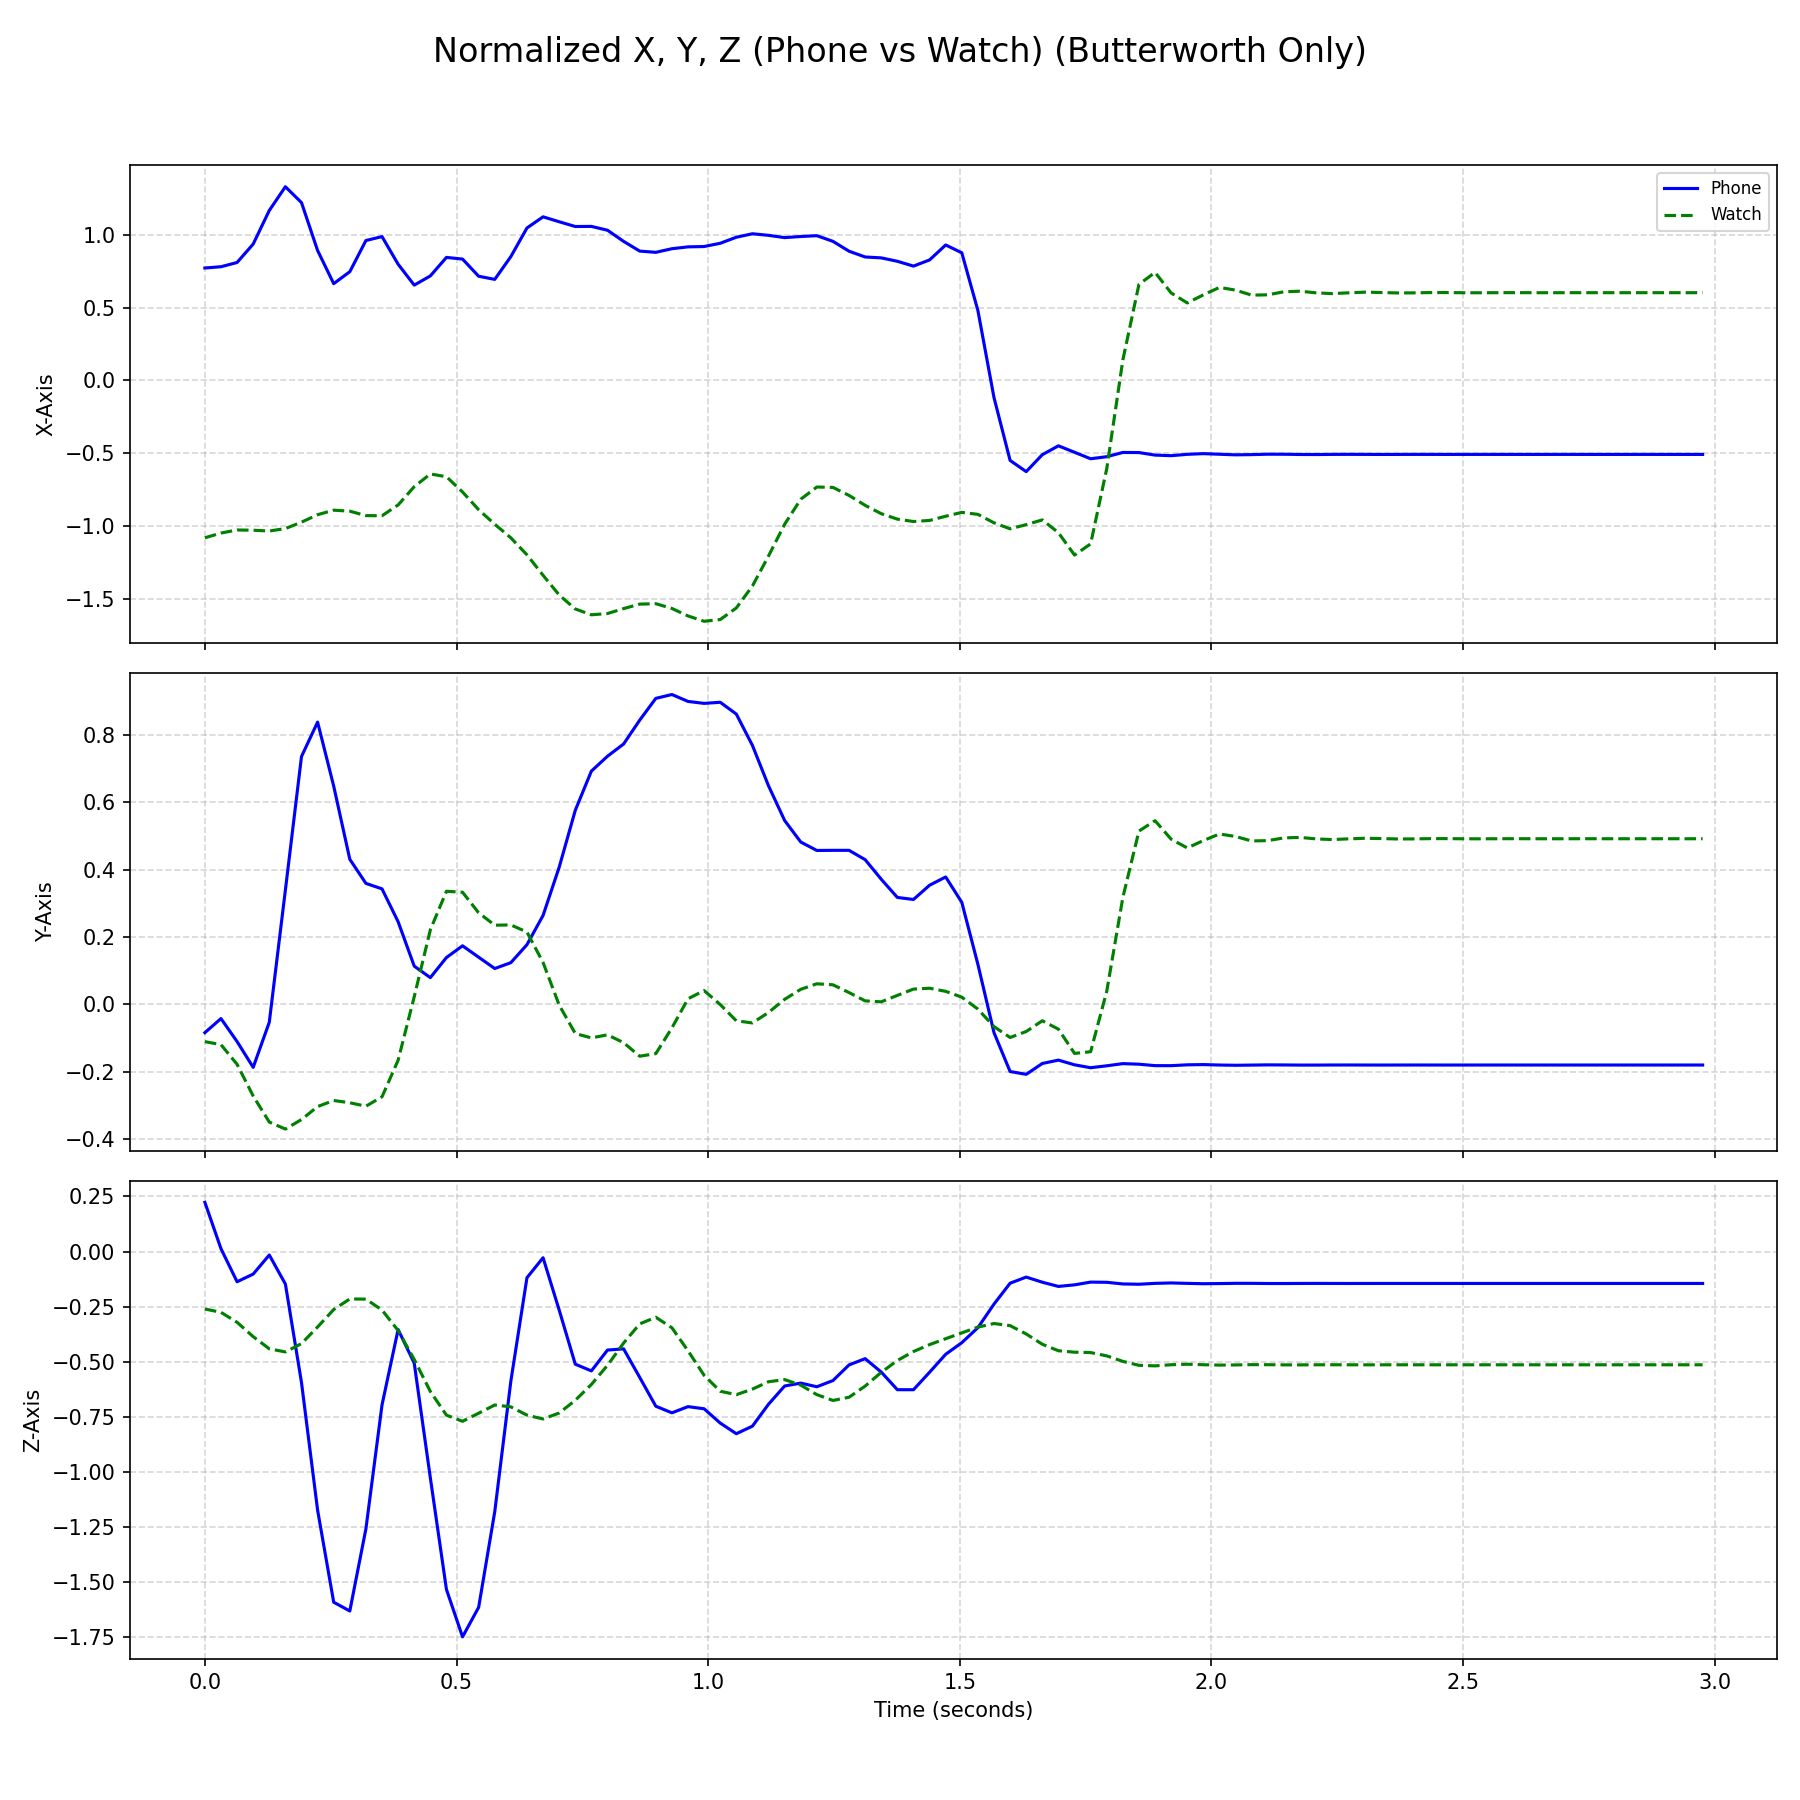 Normalized X, Y, Z (Phone vs Watch) (Butterworth Only)
Phone
Watch
1.0
0.5
0.0
−0.5
−1.0
−1.5
X-Axis
0.8
0.6
0.4
0.2
0.0
−0.2
−0.4
Y-Axis
0.25
0.00
−0.25
−0.50
−0.75
−1.00
−1.25
−1.50
−1.75
Z-Axis
0.0 0.5 1.0 1.5 2.0 2.5 3.0
Time (seconds)